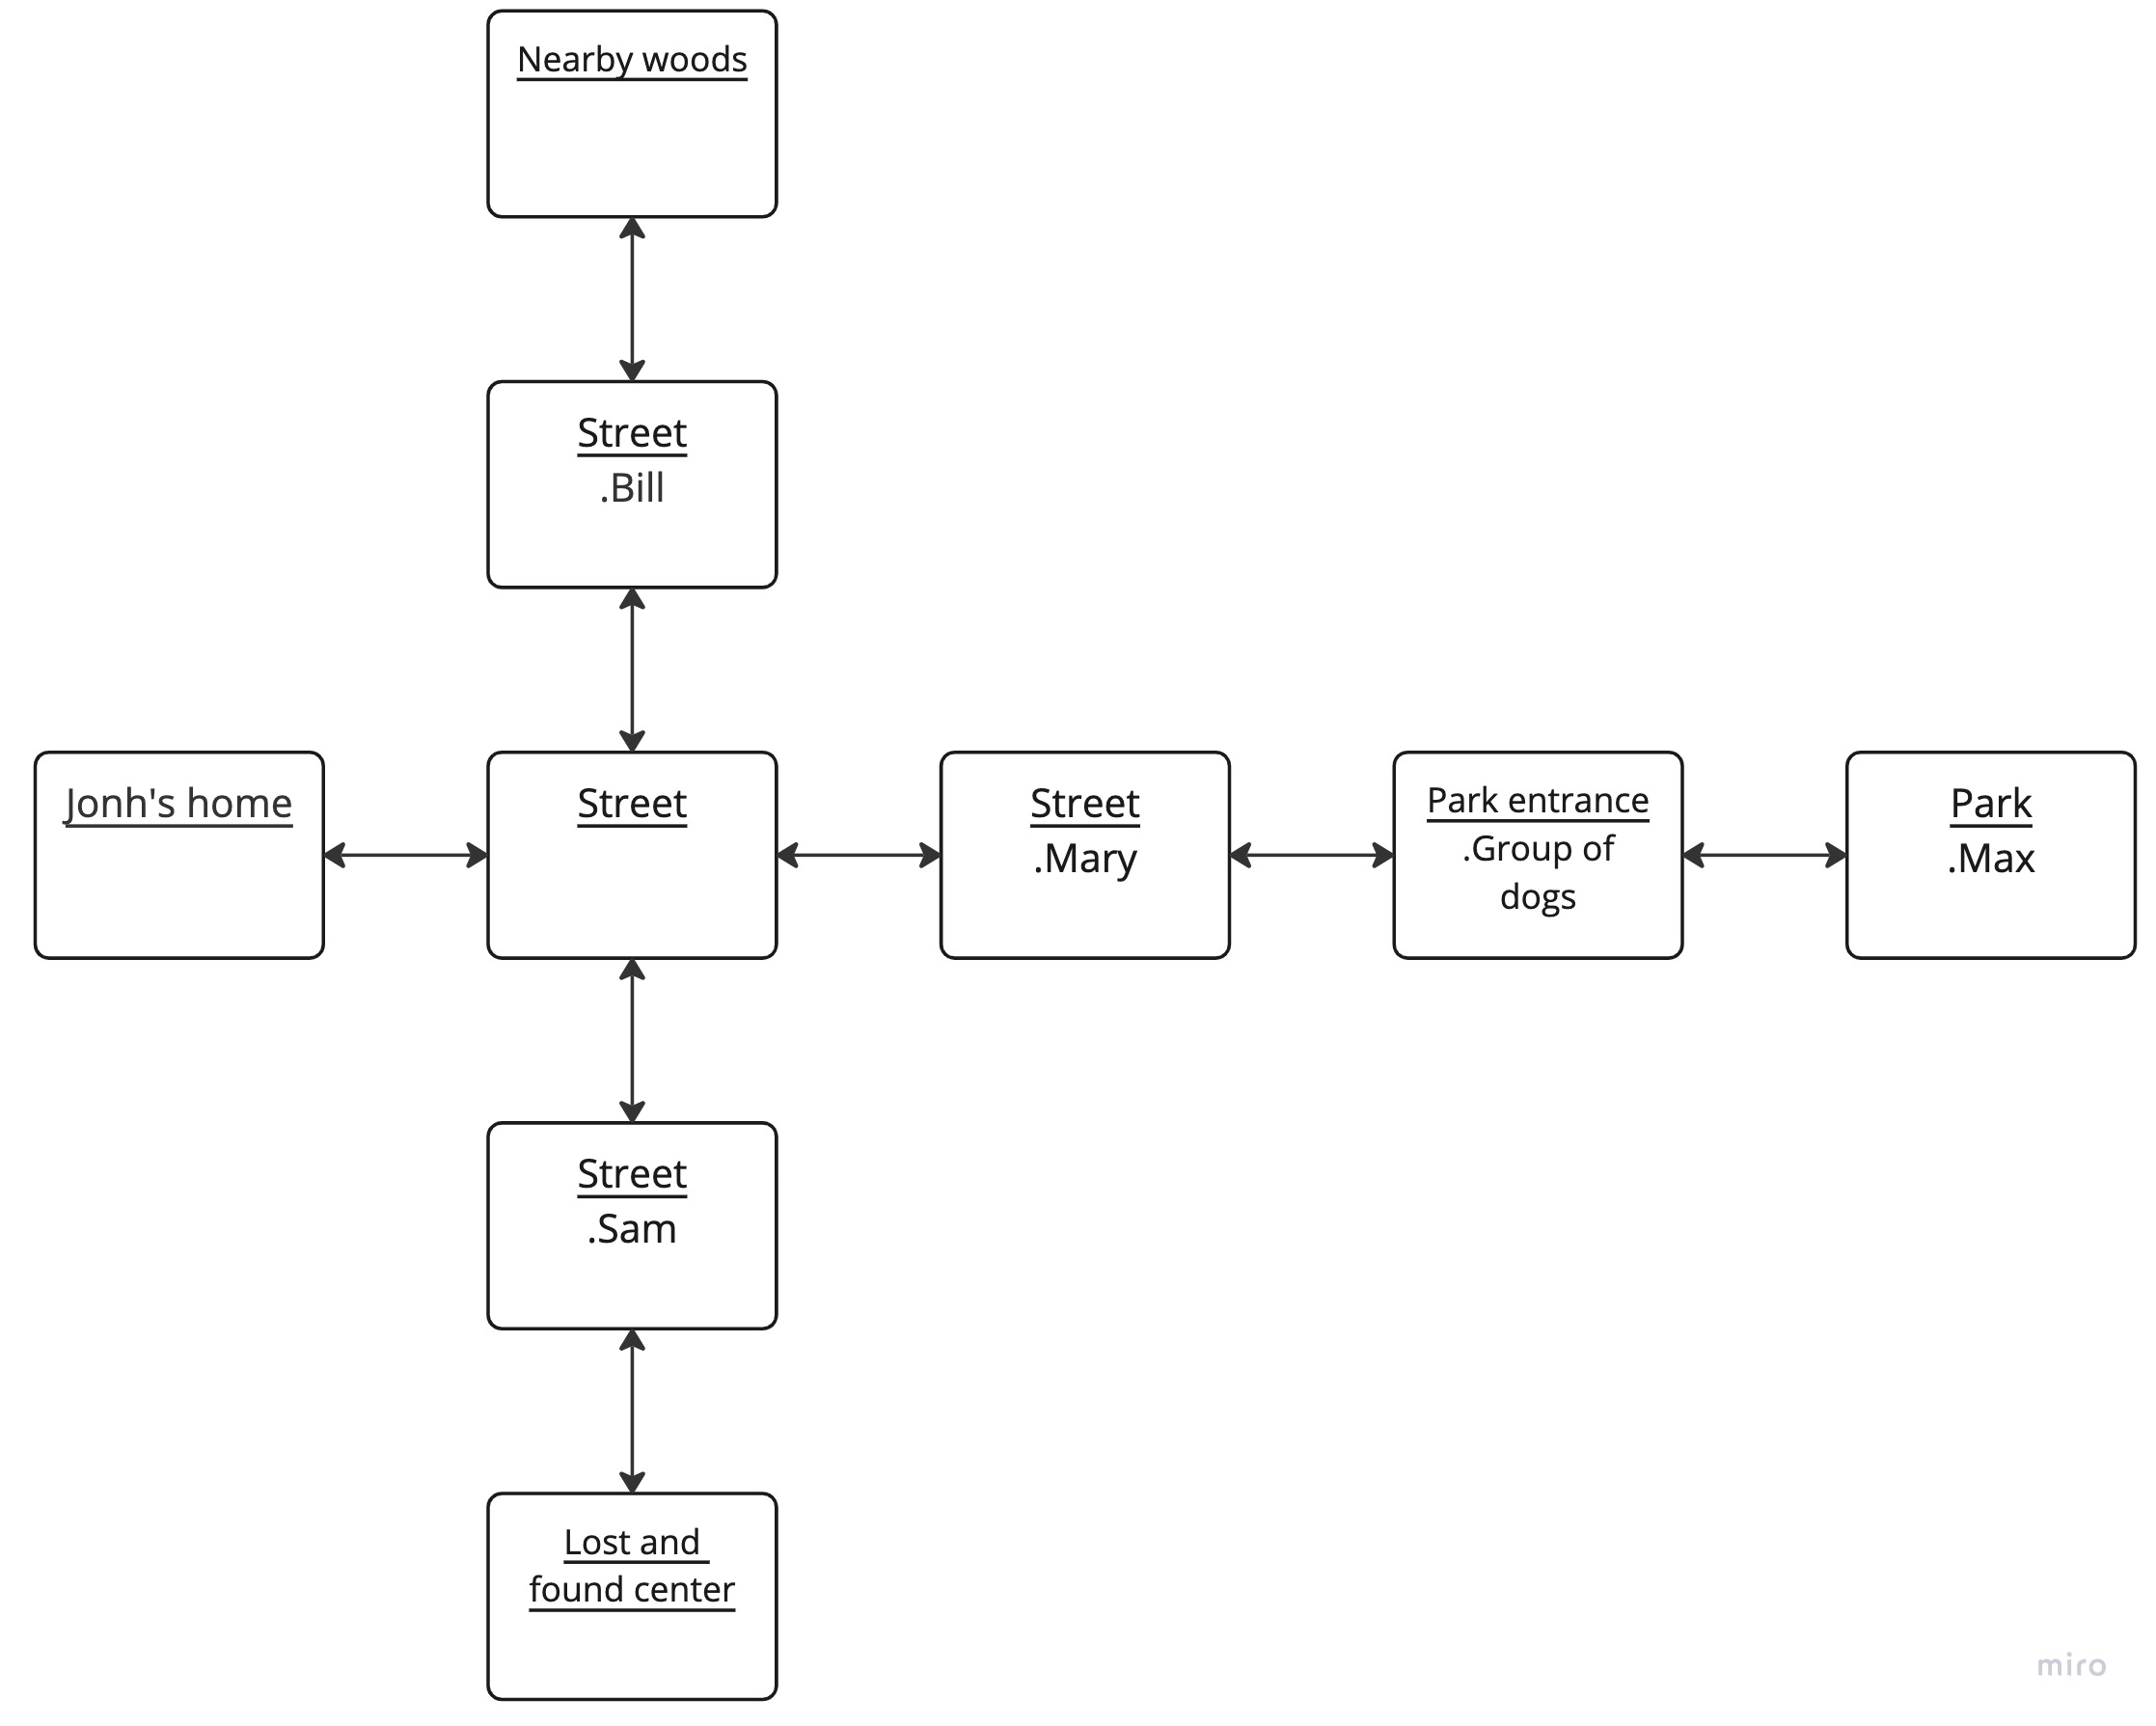 Nearby woods
Street
.Bill
Jonh's home
Street
Street
.Mary
Park entrance
.Group of
dogs
Park
.Max
Street
.Sam
Lost and
found center
miro